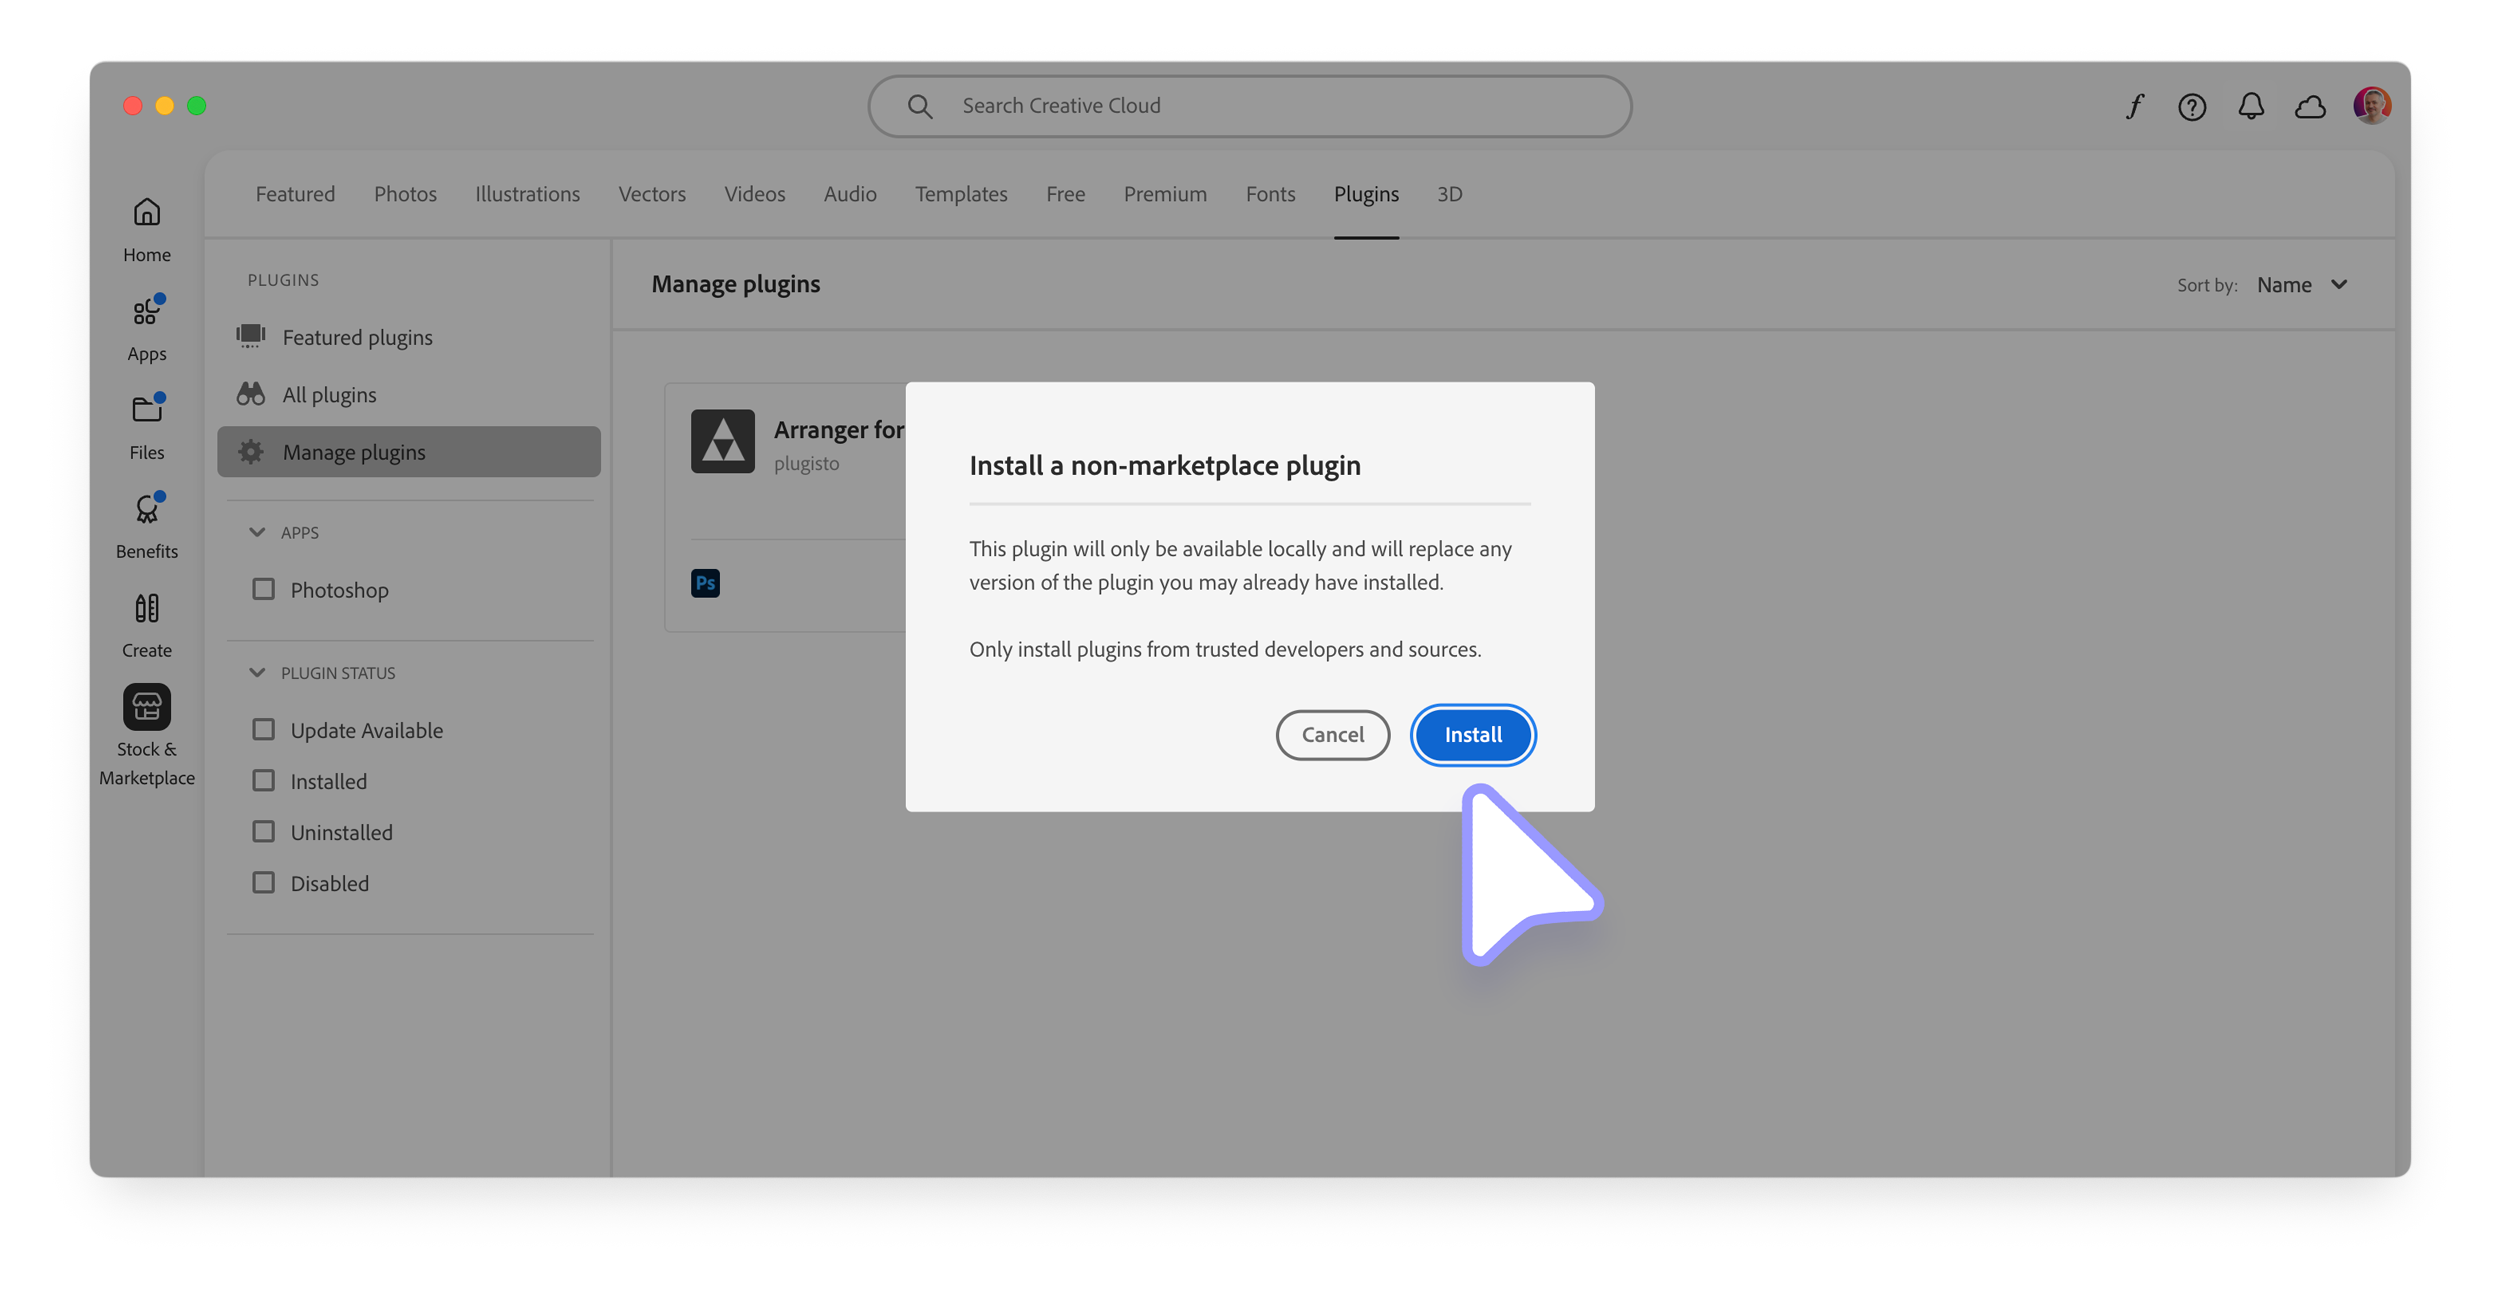 Search Creative Cloud
Featured Photos Illustrations Vectors Videos Audio Templates Free Premium Fonts Plugins 3D
Home
Apps
Files
Benefits
Create
Stock &
Marketplace
PLUGINS
Featured plugins
All plugins
Manage plugins
APPS
Photoshop
PLUGIN STATUS
Update Available
Installed
Uninstalled
Disabled
Manage plugins
Sort by: Name
Arranger for
plugisto
Ps
Install a non-marketplace plugin
This plugin will only be available locally and will replace any
version of the plugin you may already have installed.
Only install plugins from trusted developers and sources.
Cancel Install